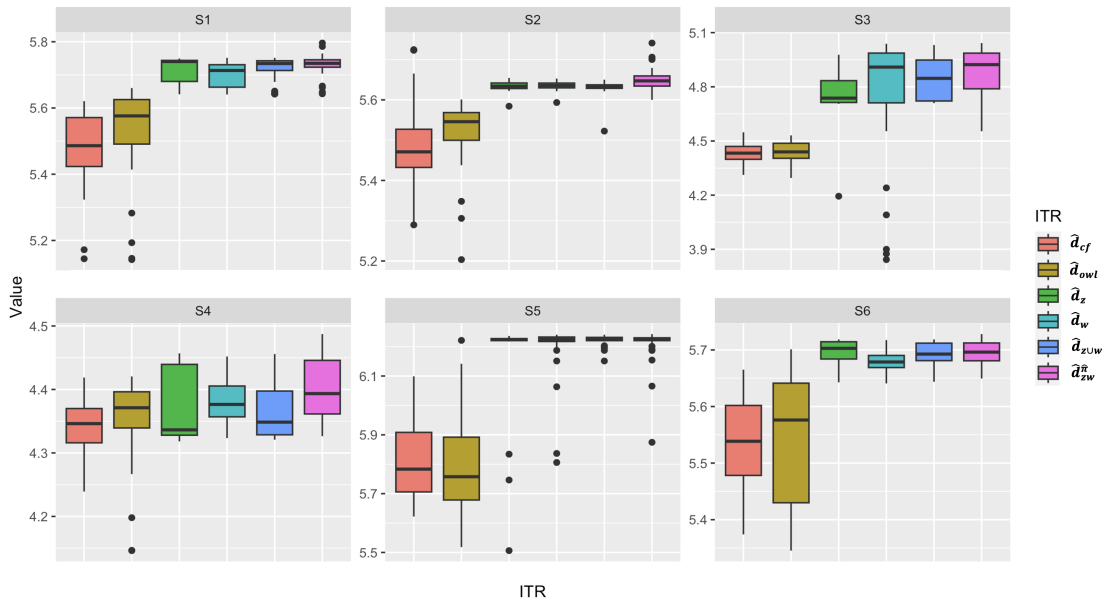 S1
S2
S3
5.8
5.6
5.4
5.2
5.6
5.4
5.2
5.1
4.8
4.5
4.2
3.9
S4
S5
S6
4.5
4.4
4.3
4.2
6.1
5.9
5.7
5.5
5.7
5.6
5.5
5.4
Value
ITR
ITR
d̂cf
d̂owl
d̂z
d̂w
d̂z∪w
d̂zw^π̂